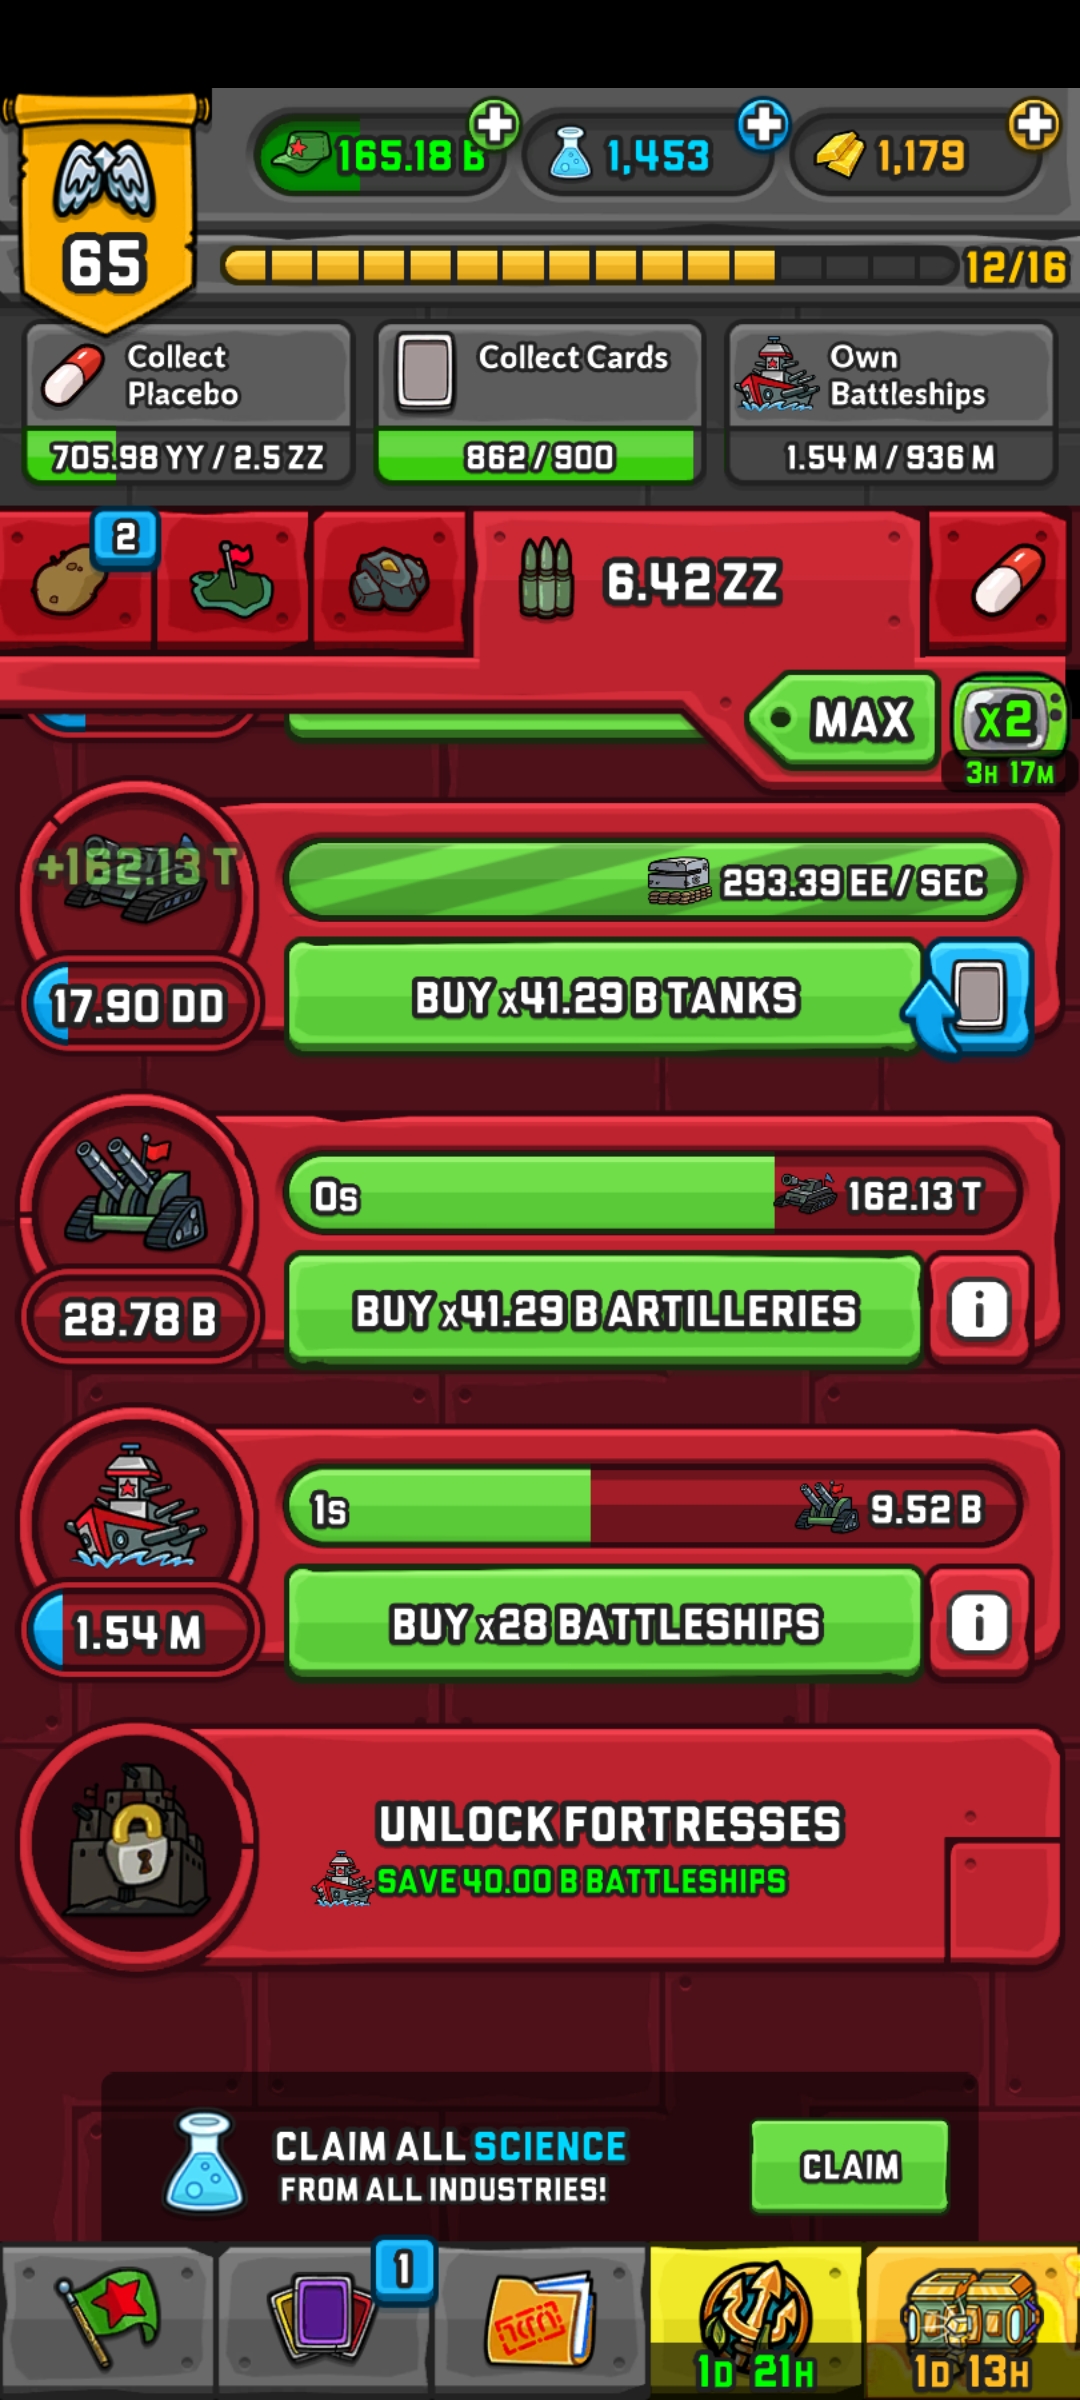 165.18 B
1,453
1,179
65
12/16
Collect
Placebo
705.98 YY / 2.5 ZZ
Collect Cards
862/900
Own
Battleships
1.54 M / 936 M
2
6.42 ZZ
MAX
x2
3H 17M
+162.13 T
293.39 EE / SEC
17.90 DD
BUY x41.29 B TANKS
0s
162.13 T
28.78 B
BUY x41.29 B ARTILLERIES
i
1s
9.52 B
1.54 M
BUY x28 BATTLESHIPS
i
UNLOCK FORTRESSES
SAVE 40.00 B BATTLESHIPS
CLAIM ALL SCIENCE
FROM ALL INDUSTRIES!
CLAIM
1
1D 21H
1D 13H